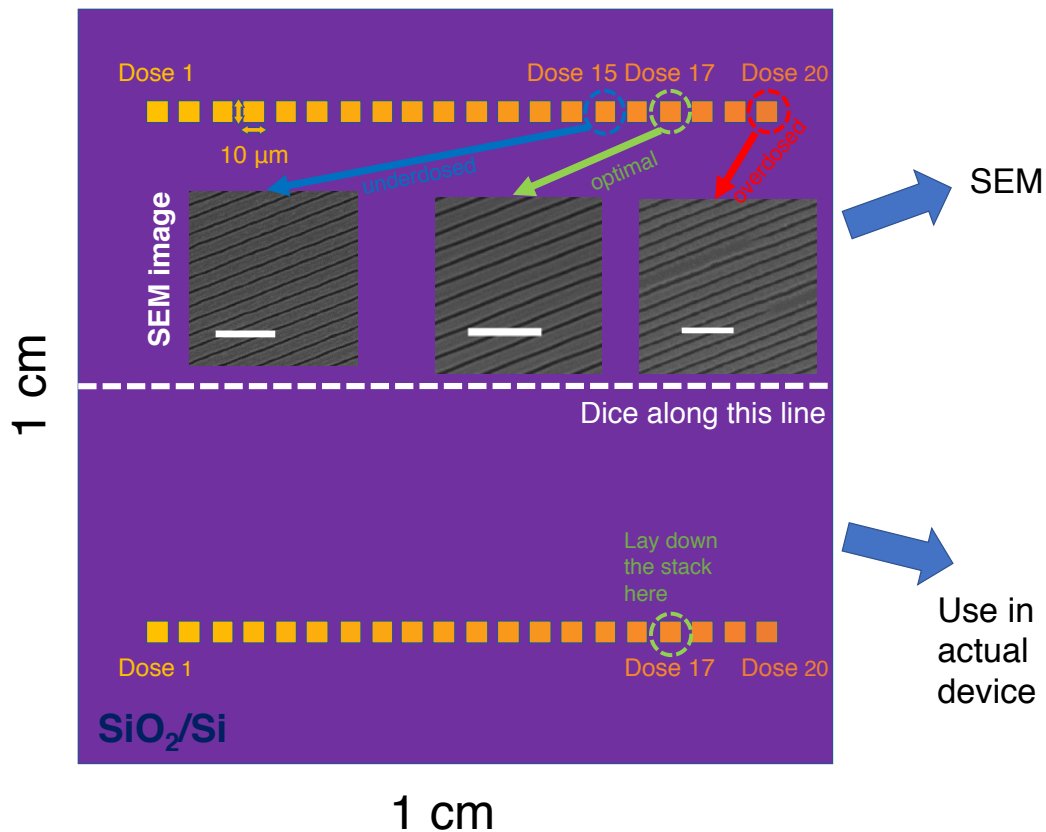 Dose 1
Dose 15
Dose 17
Dose 20
10 μm
underdosed
optimal
overdosed
SEM
SEM image
1 cm
Dice along this line
Lay down
the stack
here
Use in
actual
device
Dose 1
Dose 17
Dose 20
SiO₂/Si
1 cm